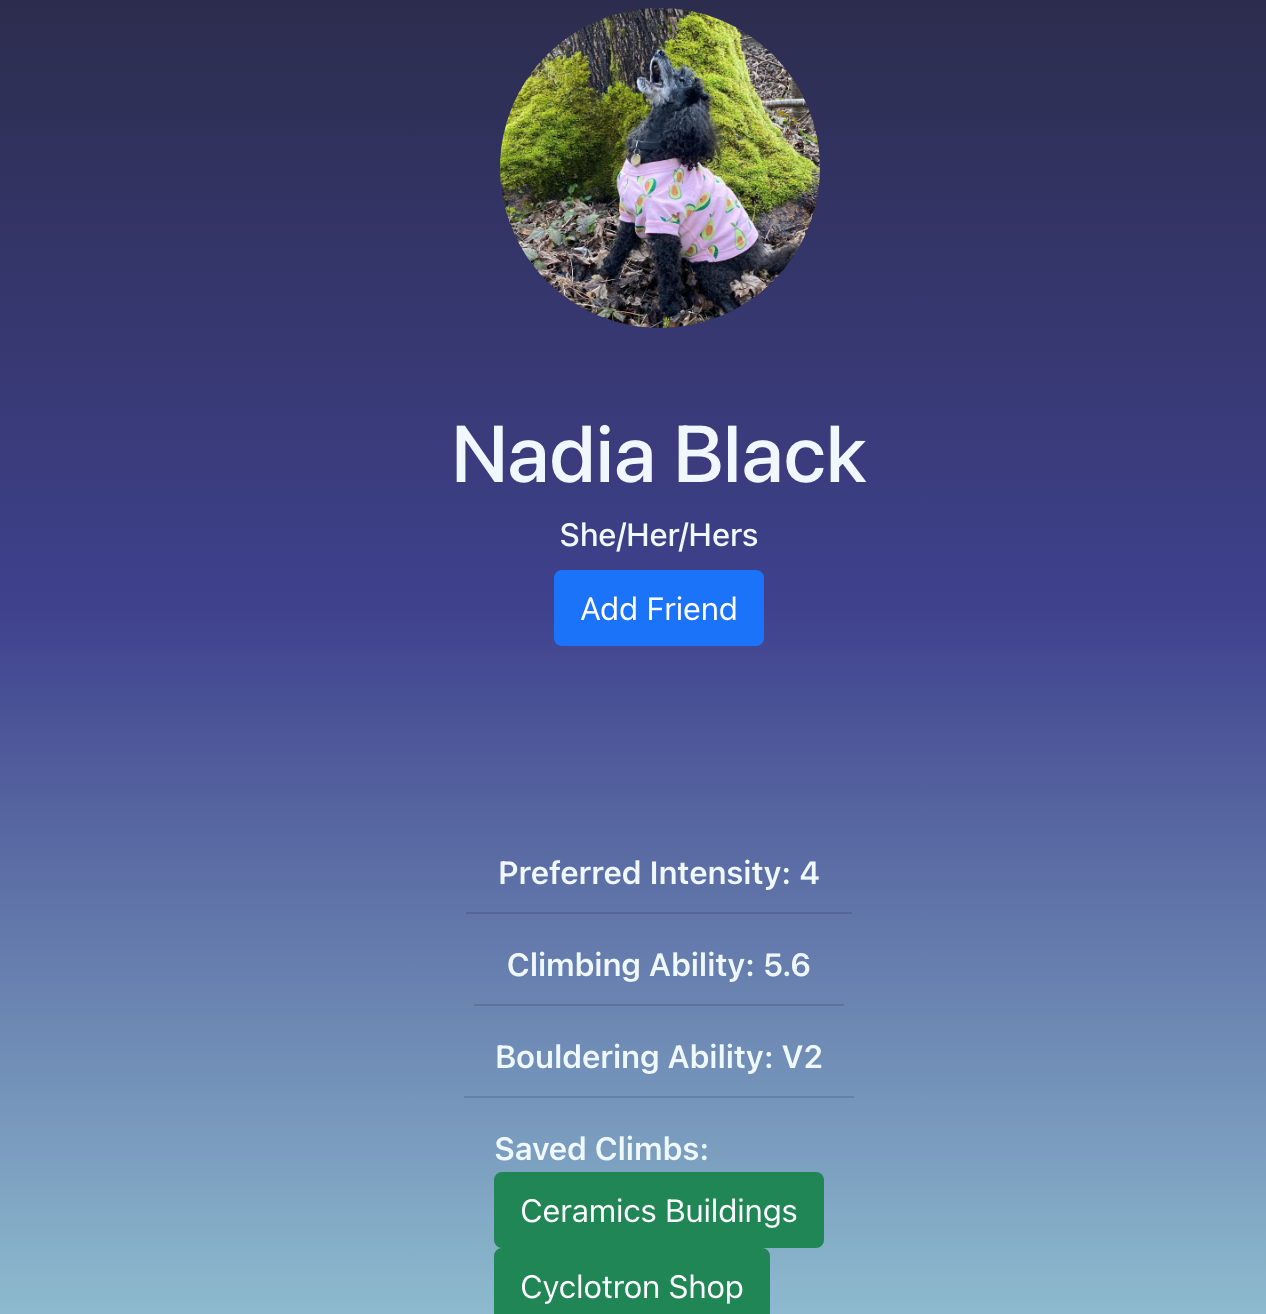 Nadia Black
She/Her/Hers
Add Friend
Preferred Intensity: 4
Climbing Ability: 5.6
Bouldering Ability: V2
Saved Climbs:
Ceramics Buildings
Cyclotron Shop